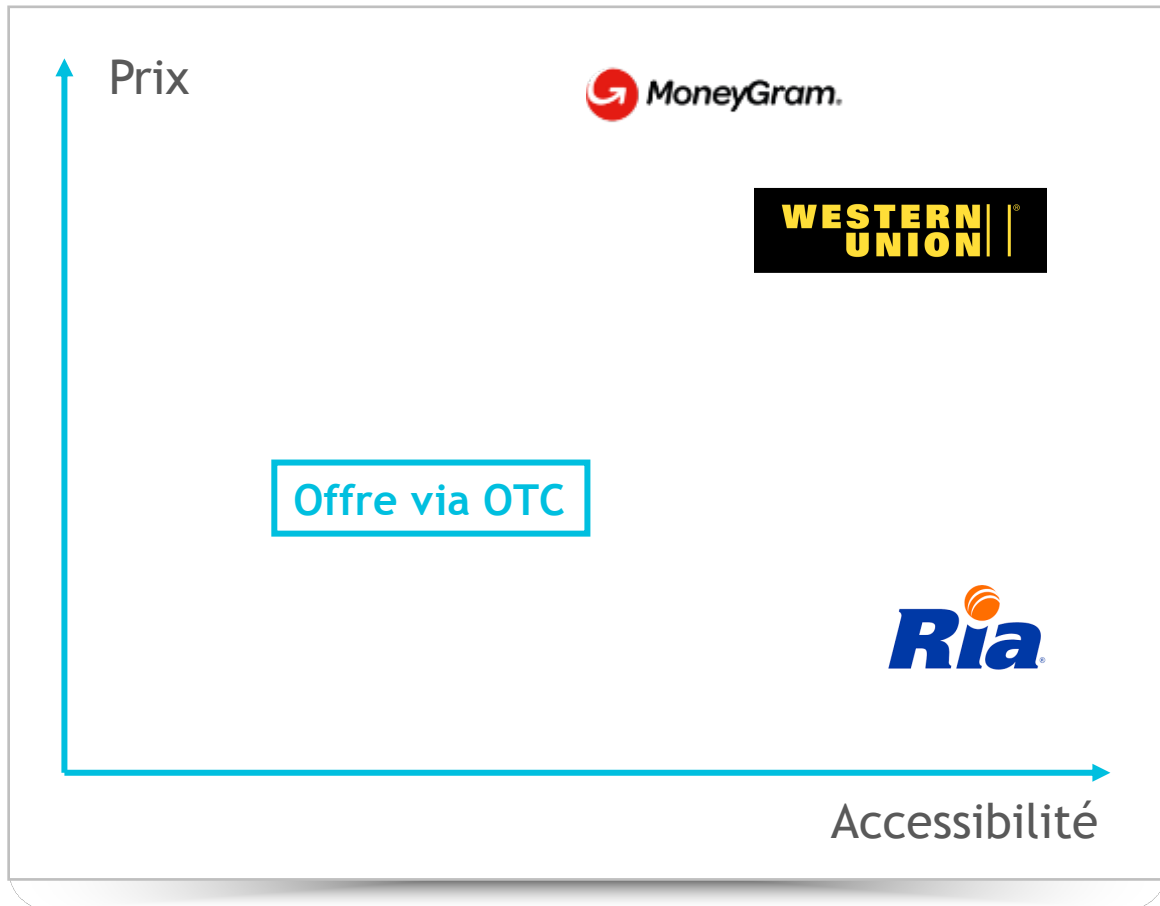 Prix
MoneyGram.
WESTERN
UNION ®
Offre via OTC
Ria ®
Accessibilité